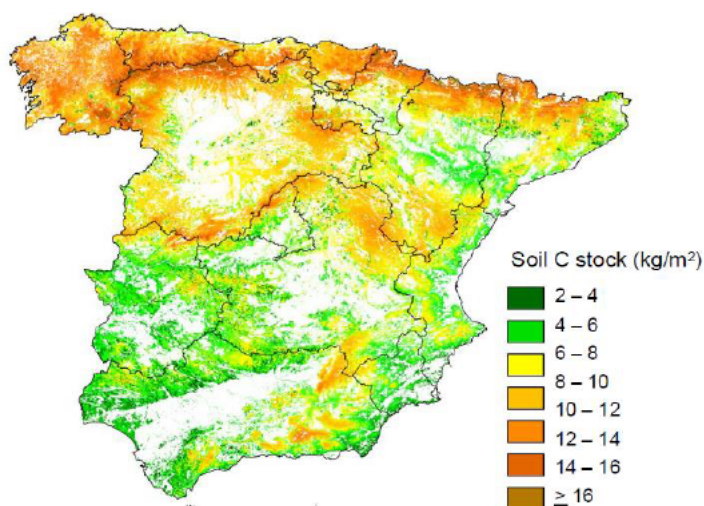 Soil C stock (kg/m²)
2 – 4
4 – 6
6 – 8
8 – 10
10 – 12
12 – 14
14 – 16
≥ 16